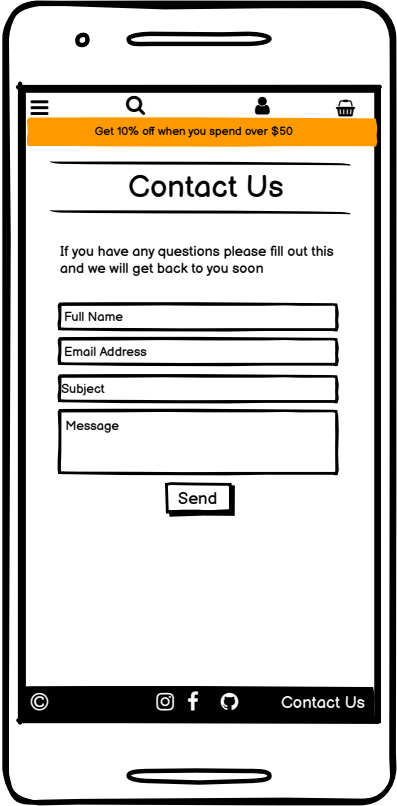 Get 10% off when you spend over $50
Contact Us
If you have any questions please fill out this
and we will get back to you soon
Full Name
Email Address
Subject
Message
Send
© Contact Us